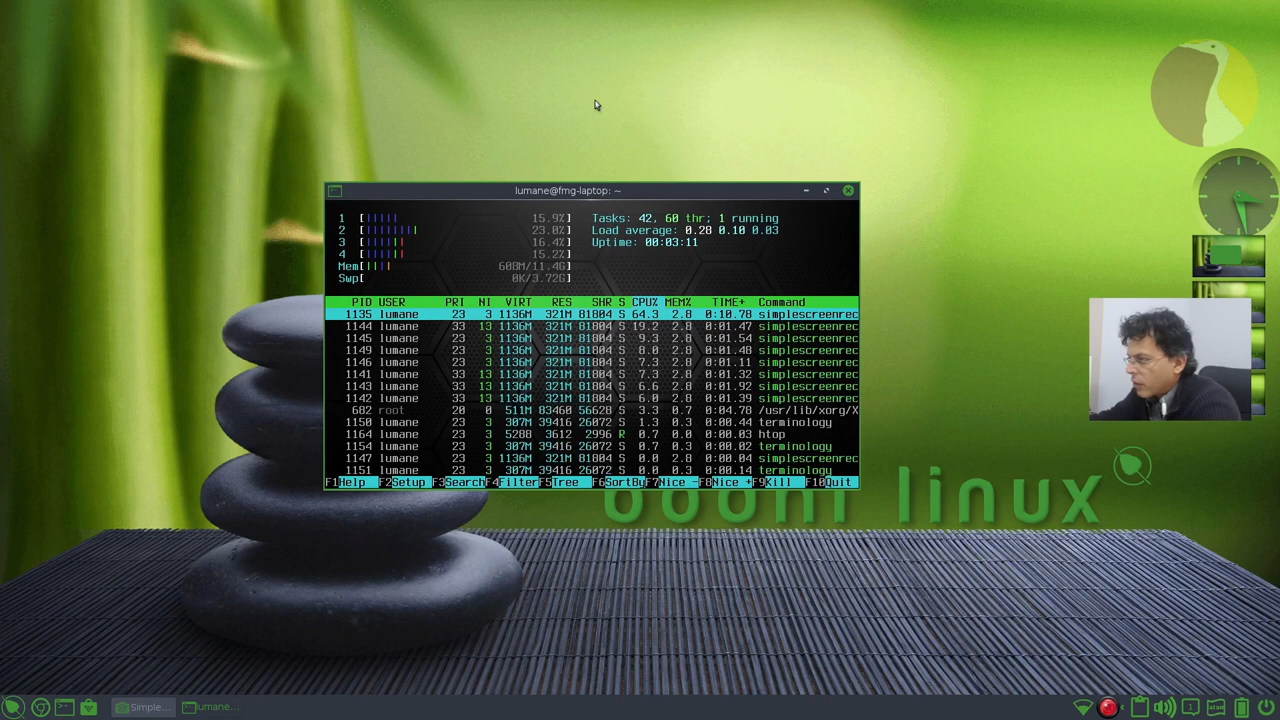 lumane@fmg-laptop: ~
1 [||||| 15.9%] Tasks: 42, 60 thr; 1 running
2 [|||||||| 23.0%] Load average: 0.28 0.10 0.03
3 [|||||| 16.4%] Uptime: 00:03:11
4 [|||||| 15.2%]
Mem[|||| 608M/11.4G]
Swp[ 0K/3.72G]
PID USER PRI NI VIRT RES SHR S CPU% MEM% TIME+ Command
1135 lumane 23 3 1136M 321M 81804 S 64.3 2.8 0:10.78 simplescreenrec
1144 lumane 33 13 1136M 321M 81804 S 19.2 2.8 0:01.47 simplescreenrec
1145 lumane 23 3 1136M 321M 81804 S 9.3 2.8 0:01.54 simplescreenrec
1149 lumane 23 3 1136M 321M 81804 S 8.0 2.8 0:01.48 simplescreenrec
1146 lumane 23 3 1136M 321M 81804 S 7.3 2.8 0:01.11 simplescreenrec
1141 lumane 33 13 1136M 321M 81804 S 7.3 2.8 0:01.32 simplescreenrec
1143 lumane 33 13 1136M 321M 81804 S 6.6 2.8 0:01.92 simplescreenrec
1142 lumane 33 13 1136M 321M 81804 S 6.0 2.8 0:01.39 simplescreenrec
682 root 20 0 511M 83460 56628 S 3.3 0.7 0:04.78 /usr/lib/xorg/X
1150 lumane 23 3 307M 39416 26072 S 1.3 0.3 0:00.44 terminology
1164 lumane 23 3 5288 3612 2996 R 0.7 0.0 0:00.03 htop
1154 lumane 23 3 307M 39416 26072 S 0.7 0.3 0:00.02 terminology
1147 lumane 23 3 1136M 321M 81804 S 0.0 2.8 0:00.04 simplescreenrec
1151 lumane 23 3 307M 39416 26072 S 0.0 0.3 0:00.14 terminology
F1Help F2Setup F3SearchF4FilterF5Tree F6SortByF7Nice -F8Nice +F9Kill F10Quit
linux
Simple...
umane...